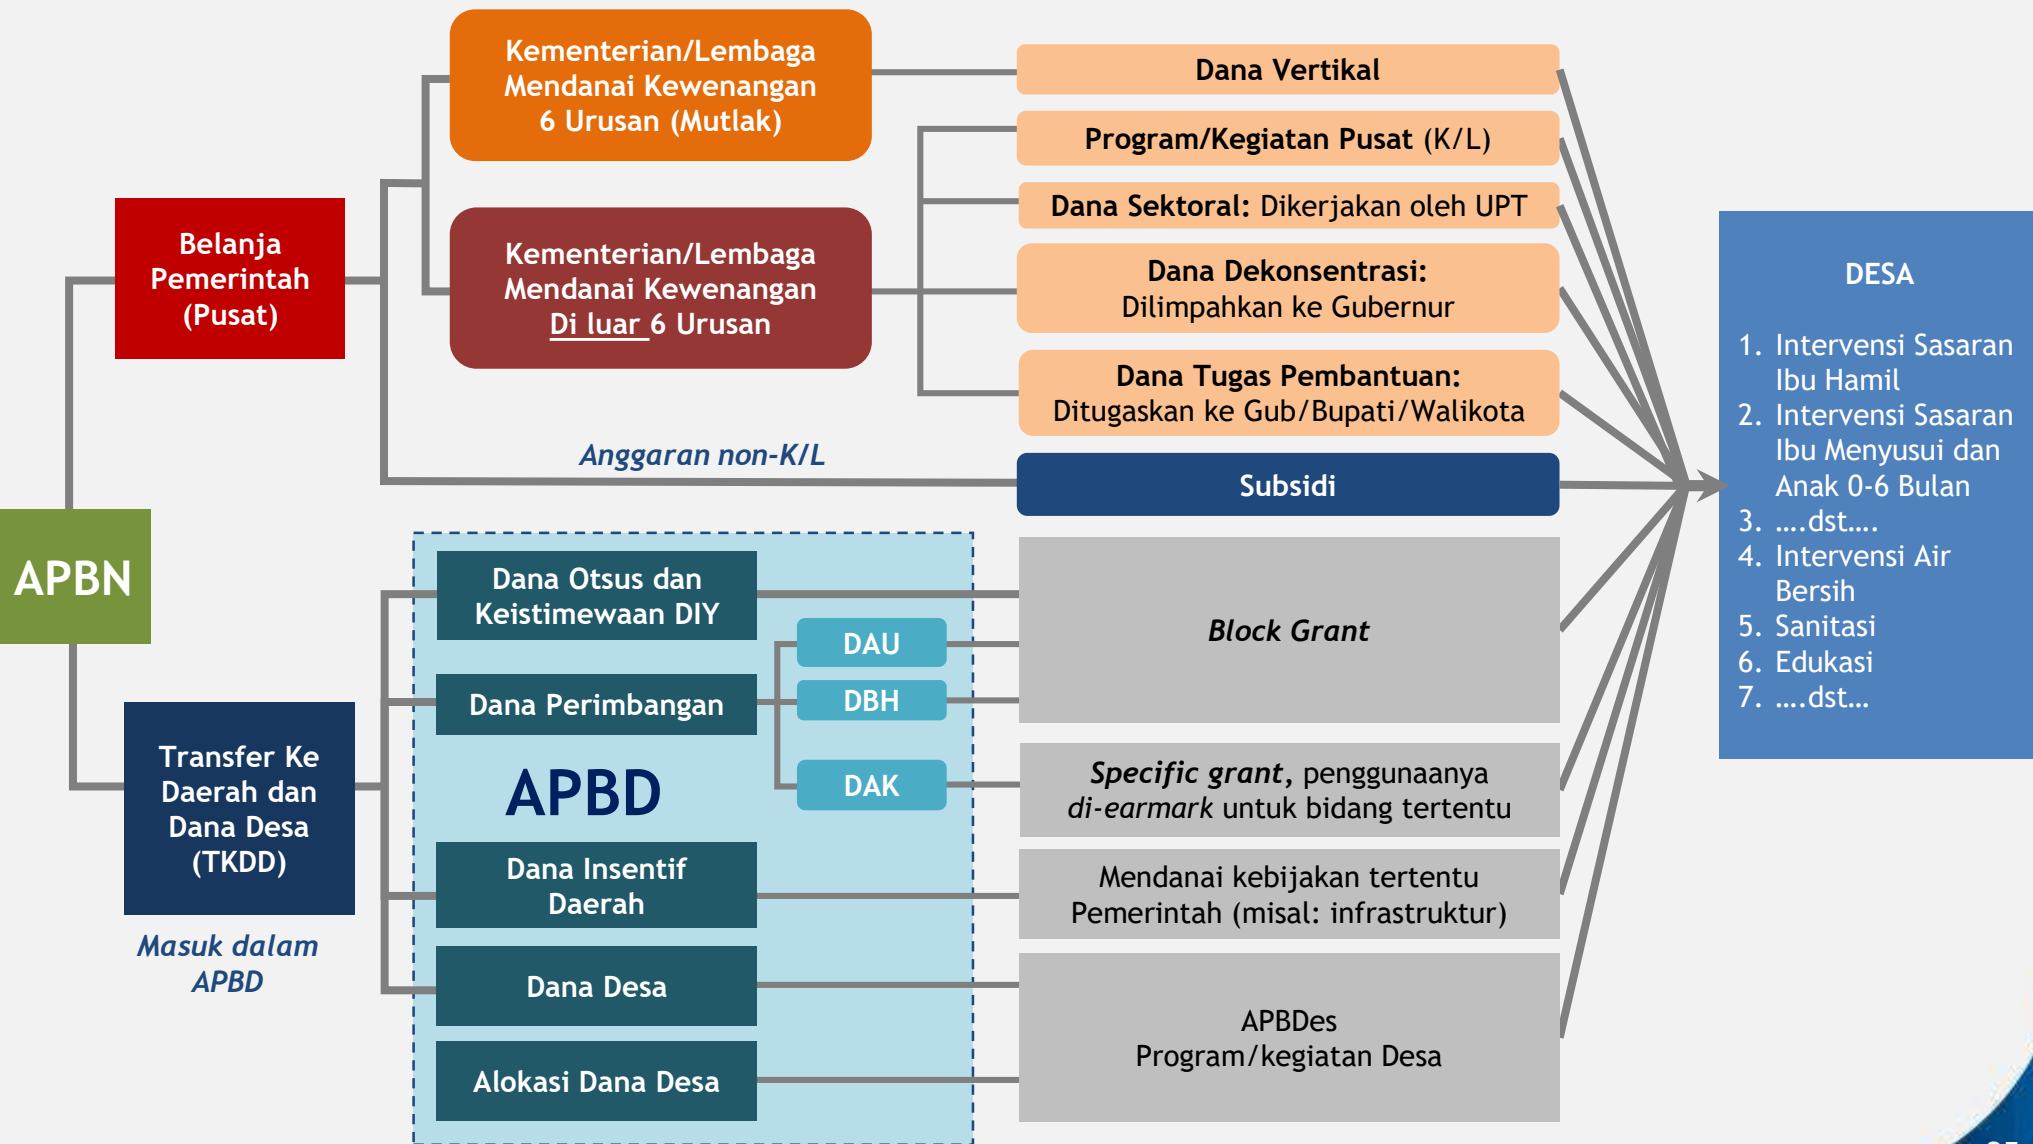 Kementerian/Lembaga
Mendanai Kewenangan
6 Urusan (Mutlak)
Dana Vertikal
Program/Kegiatan Pusat (K/L)
Dana Sektoral: Dikerjakan oleh UPT
Belanja
Pemerintah
(Pusat)
Kementerian/Lembaga
Mendanai Kewenangan
Di luar 6 Urusan
Dana Dekonsentrasi:
Dilimpahkan ke Gubernur
Dana Tugas Pembantuan:
Ditugaskan ke Gub/Bupati/Walikota
Anggaran non-K/L
Subsidi
DESA
1. Intervensi Sasaran
Ibu Hamil
2. Intervensi Sasaran
Ibu Menyusui dan
Anak 0-6 Bulan
3. ….dst….
4. Intervensi Air
Bersih
5. Sanitasi
6. Edukasi
7. ….dst…
APBN
Dana Otsus dan
Keistimewaan DIY
DAU
Block Grant
Dana Perimbangan
DBH
Transfer Ke
Daerah dan
Dana Desa
(TKDD)
APBD
DAK
Specific grant, penggunaanya
di-earmark untuk bidang tertentu
Dana Insentif
Daerah
Mendanai kebijakan tertentu
Pemerintah (misal: infrastruktur)
Masuk dalam
APBD
Dana Desa
APBDes
Program/kegiatan Desa
Alokasi Dana Desa